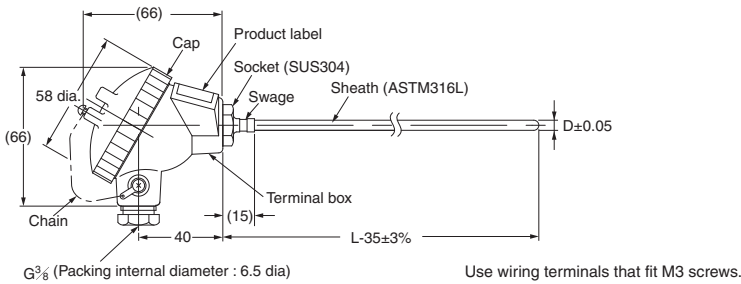 (66)
Cap
Product label
Socket (SUS304)
Swage
Sheath (ASTM316L)
58 dia.
(66)
D±0.05
Terminal box
Chain
(15)
40
L-35±3%
G3/8 (Packing internal diameter : 6.5 dia)
Use wiring terminals that fit M3 screws.